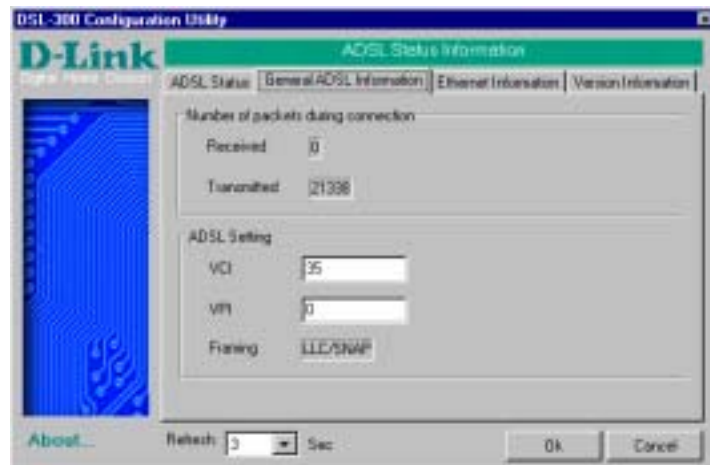 DSL-300 Configuration Utility
D-Link
ADSL Status Information
ADSL Status General ADSL Information Ethernet Information Version Information
Number of packets during connection
Received 0
Transmitted 21338
ADSL Setting
VCI 35
VPI 0
Framing LLC/SNAP
About...
Refresh 3 Sec
Ok Cancel